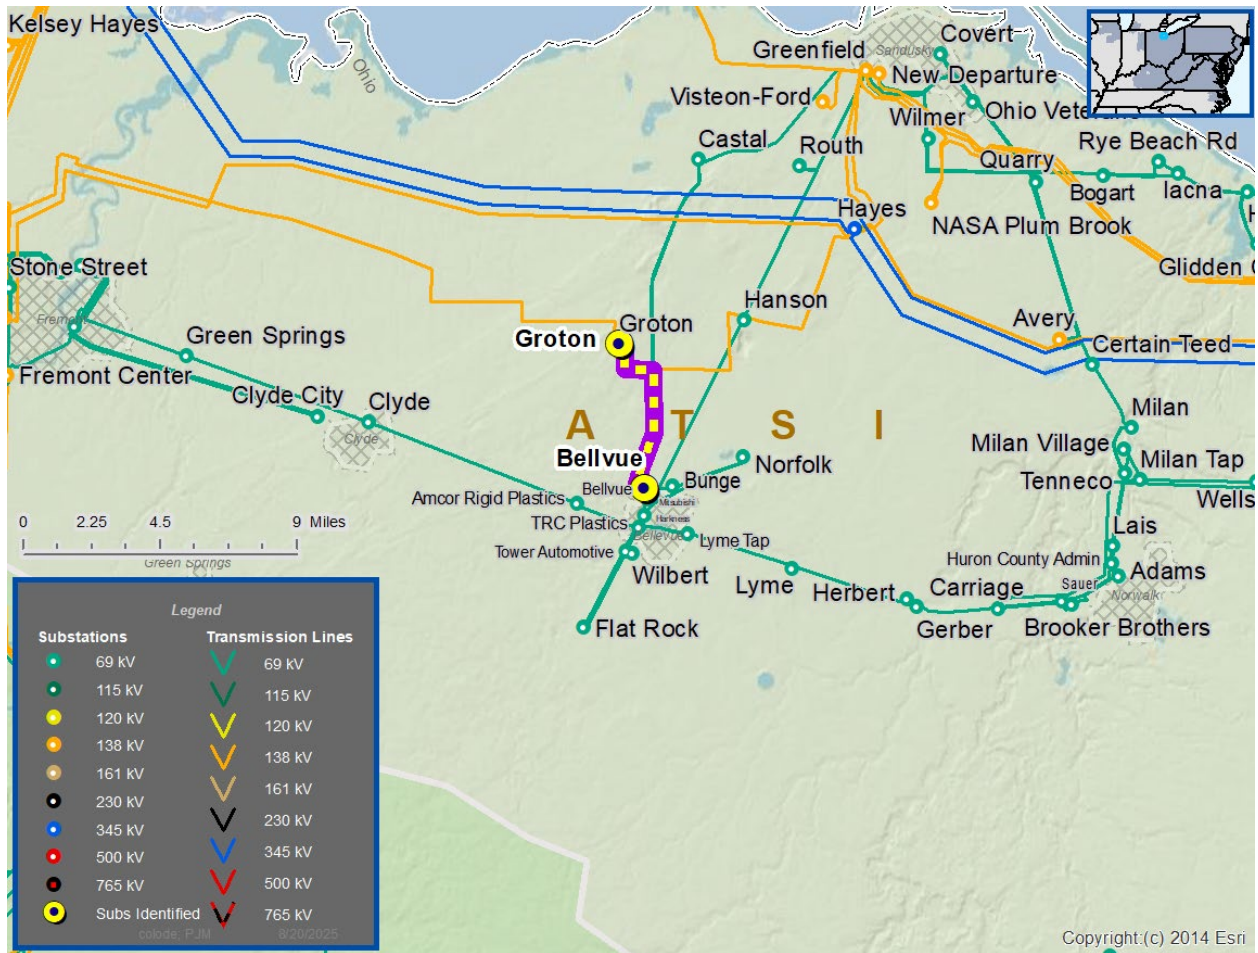 Kelsey Hayes
Ohio
Covert
Greenfield
Sandusky
New Departure
Visteon-Ford
Ohio Veterans
Wilmer
Castal
Routh
Quarry
Rye Beach Rd
Bogart
Iacna
Hayes
NASA Plum Brook
H
Stone Street
Glidden
Hanson
Fremont
Green Springs
Groton
Groton
Avery
Certain Teed
Fremont Center
Clyde City
Clyde
Clyde
A T S I
Milan
Bellvue
Norfolk
Milan Village
Milan Tap
Bellvue
Bunge
Tenneco
Wells
Amcor Rigid Plastics
Mitsubishi
0 2.25 4.5 9 Miles
TRC Plastics
Harkness
Lais
Bellevue
Lyme Tap
Tower Automotive
Huron County Admin
Green Springs
Wilbert
Adams
Lyme
Sauer
Herbert
Carriage
Norwalk
Flat Rock
Gerber
Brooker Brothers
Legend
Substations
Transmission Lines
69 kV
69 kV
115 kV
115 kV
120 kV
120 kV
138 kV
138 kV
161 kV
161 kV
230 kV
230 kV
345 kV
345 kV
500 kV
500 kV
765 kV
765 kV
Subs Identified
colode, PJM 8/20/2025
Copyright:(c) 2014 Esri